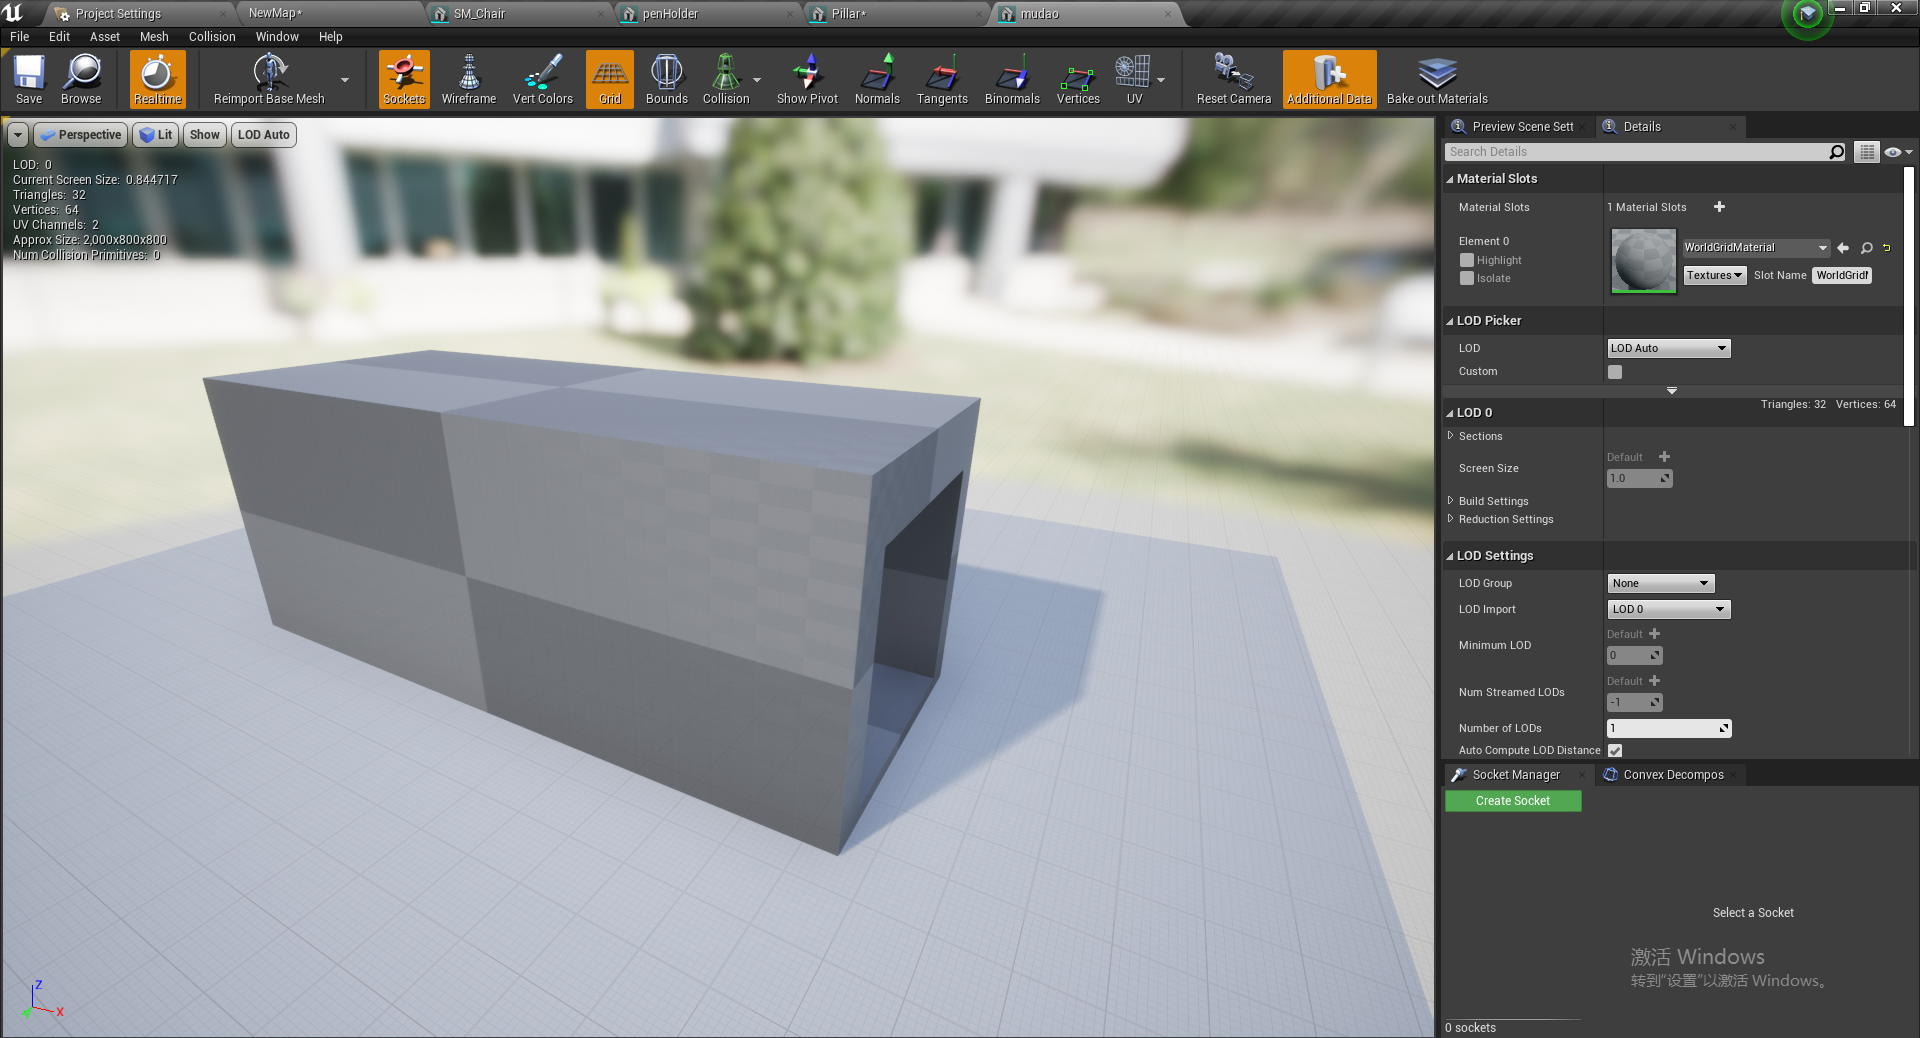 Project Settings
NewMap*
SM_Chair
penHolder
Pillar*
mudao
File Edit Asset Mesh Collision Window Help
Save
Browse
Realtime
Reimport Base Mesh
Sockets
Wireframe
Vert Colors
Grid
Bounds
Collision
Show Pivot
Normals
Tangents
Binormals
Vertices
UV
Reset Camera
Additional Data
Bake out Materials
Perspective
Lit
Show
LOD Auto
LOD: 0
Current Screen Size: 0.844717
Triangles: 32
Vertices: 64
UV Channels: 2
Approx Size: 2,000x800x800
Num Collision Primitives: 0
Z
X
Y
Preview Scene Sett
Details
Search Details
Material Slots
Material Slots
1 Material Slots
Element 0
Highlight
Isolate
WorldGridMaterial
Textures
Slot Name
WorldGridM
LOD Picker
LOD
LOD Auto
Custom
LOD 0
Triangles: 32 Vertices: 64
Sections
Screen Size
Default
1.0
Build Settings
Reduction Settings
LOD Settings
LOD Group
None
LOD Import
LOD 0
Minimum LOD
Default
0
Num Streamed LODs
Default
-1
Number of LODs
1
Auto Compute LOD Distance
Socket Manager
Convex Decompos
Create Socket
Select a Socket
激活 Windows
转到“设置”以激活 Windows。
0 sockets